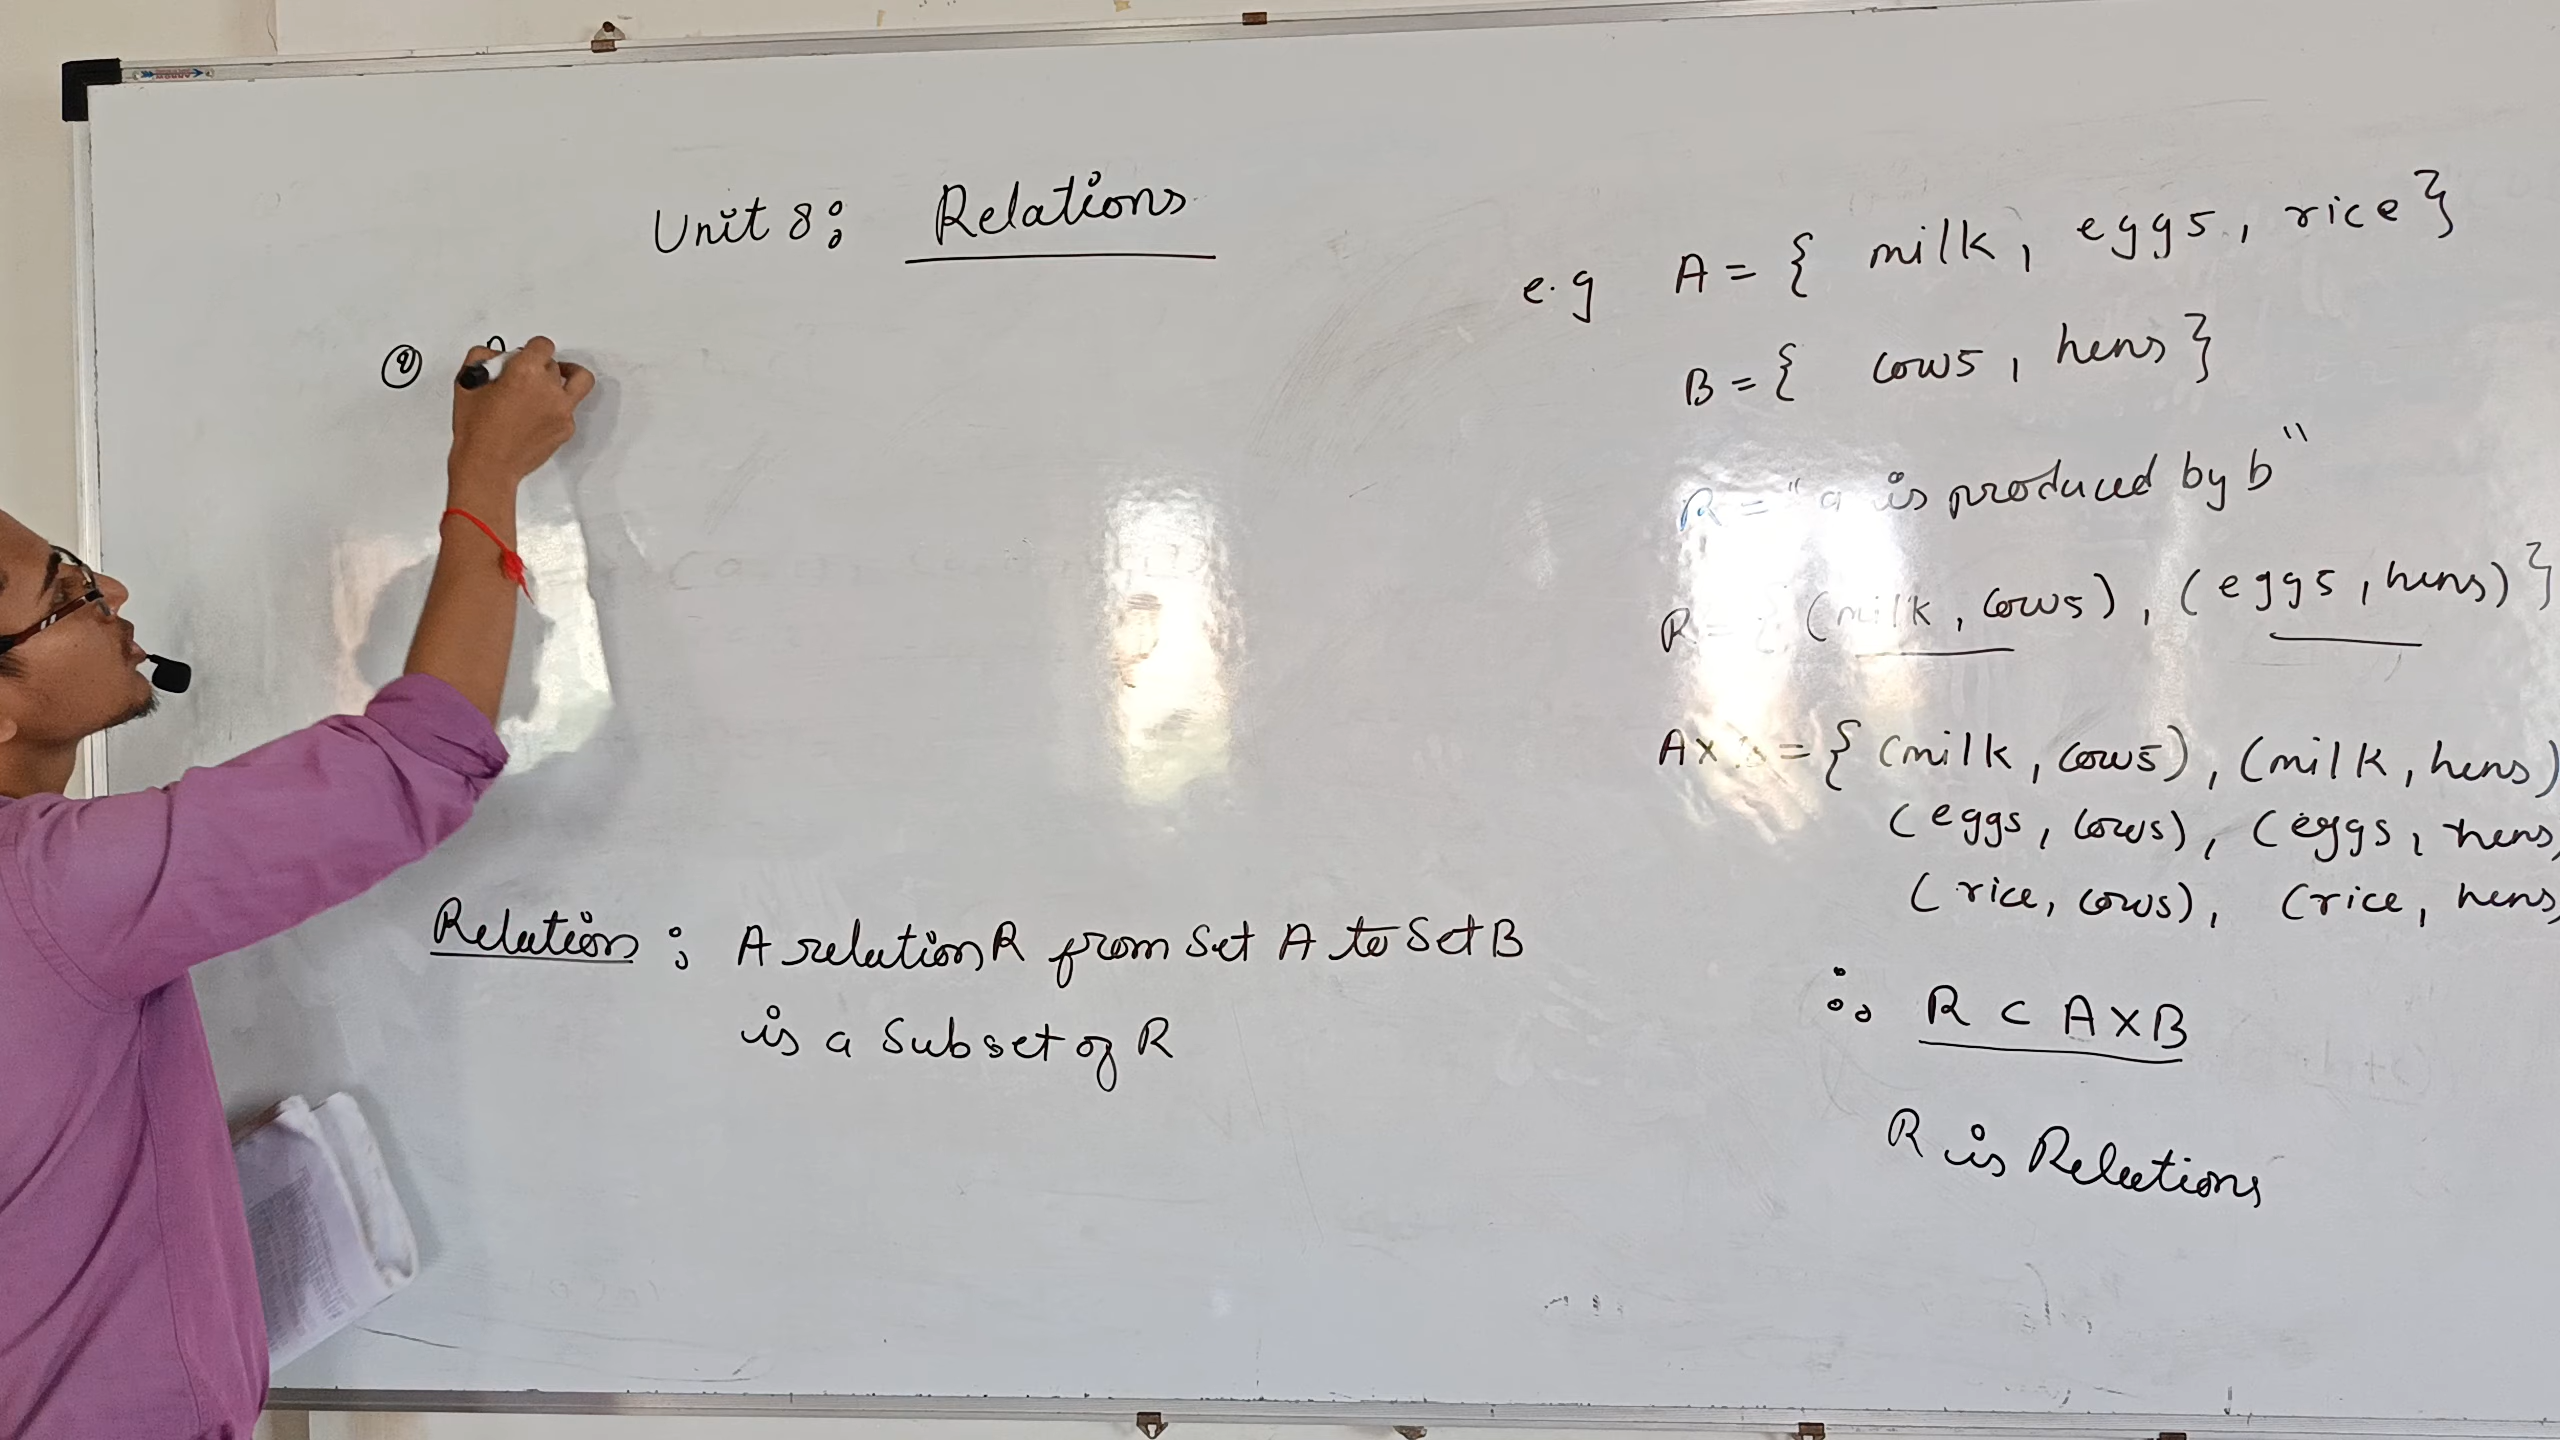 Unit 8: Relations
Relation : A relation R from Set A to Set B
is a Subset of R
e.g A = { milk, eggs, rice }
B = { cows, hens }
R = "a is produced by b"
R = { (milk, cows), (eggs, hens) }
A × B = { (milk, cows), (milk, hens)
(eggs, cows), (eggs, hens,
(rice, cows), (rice, hens,
∴ R ⊂ A×B
R is Relations